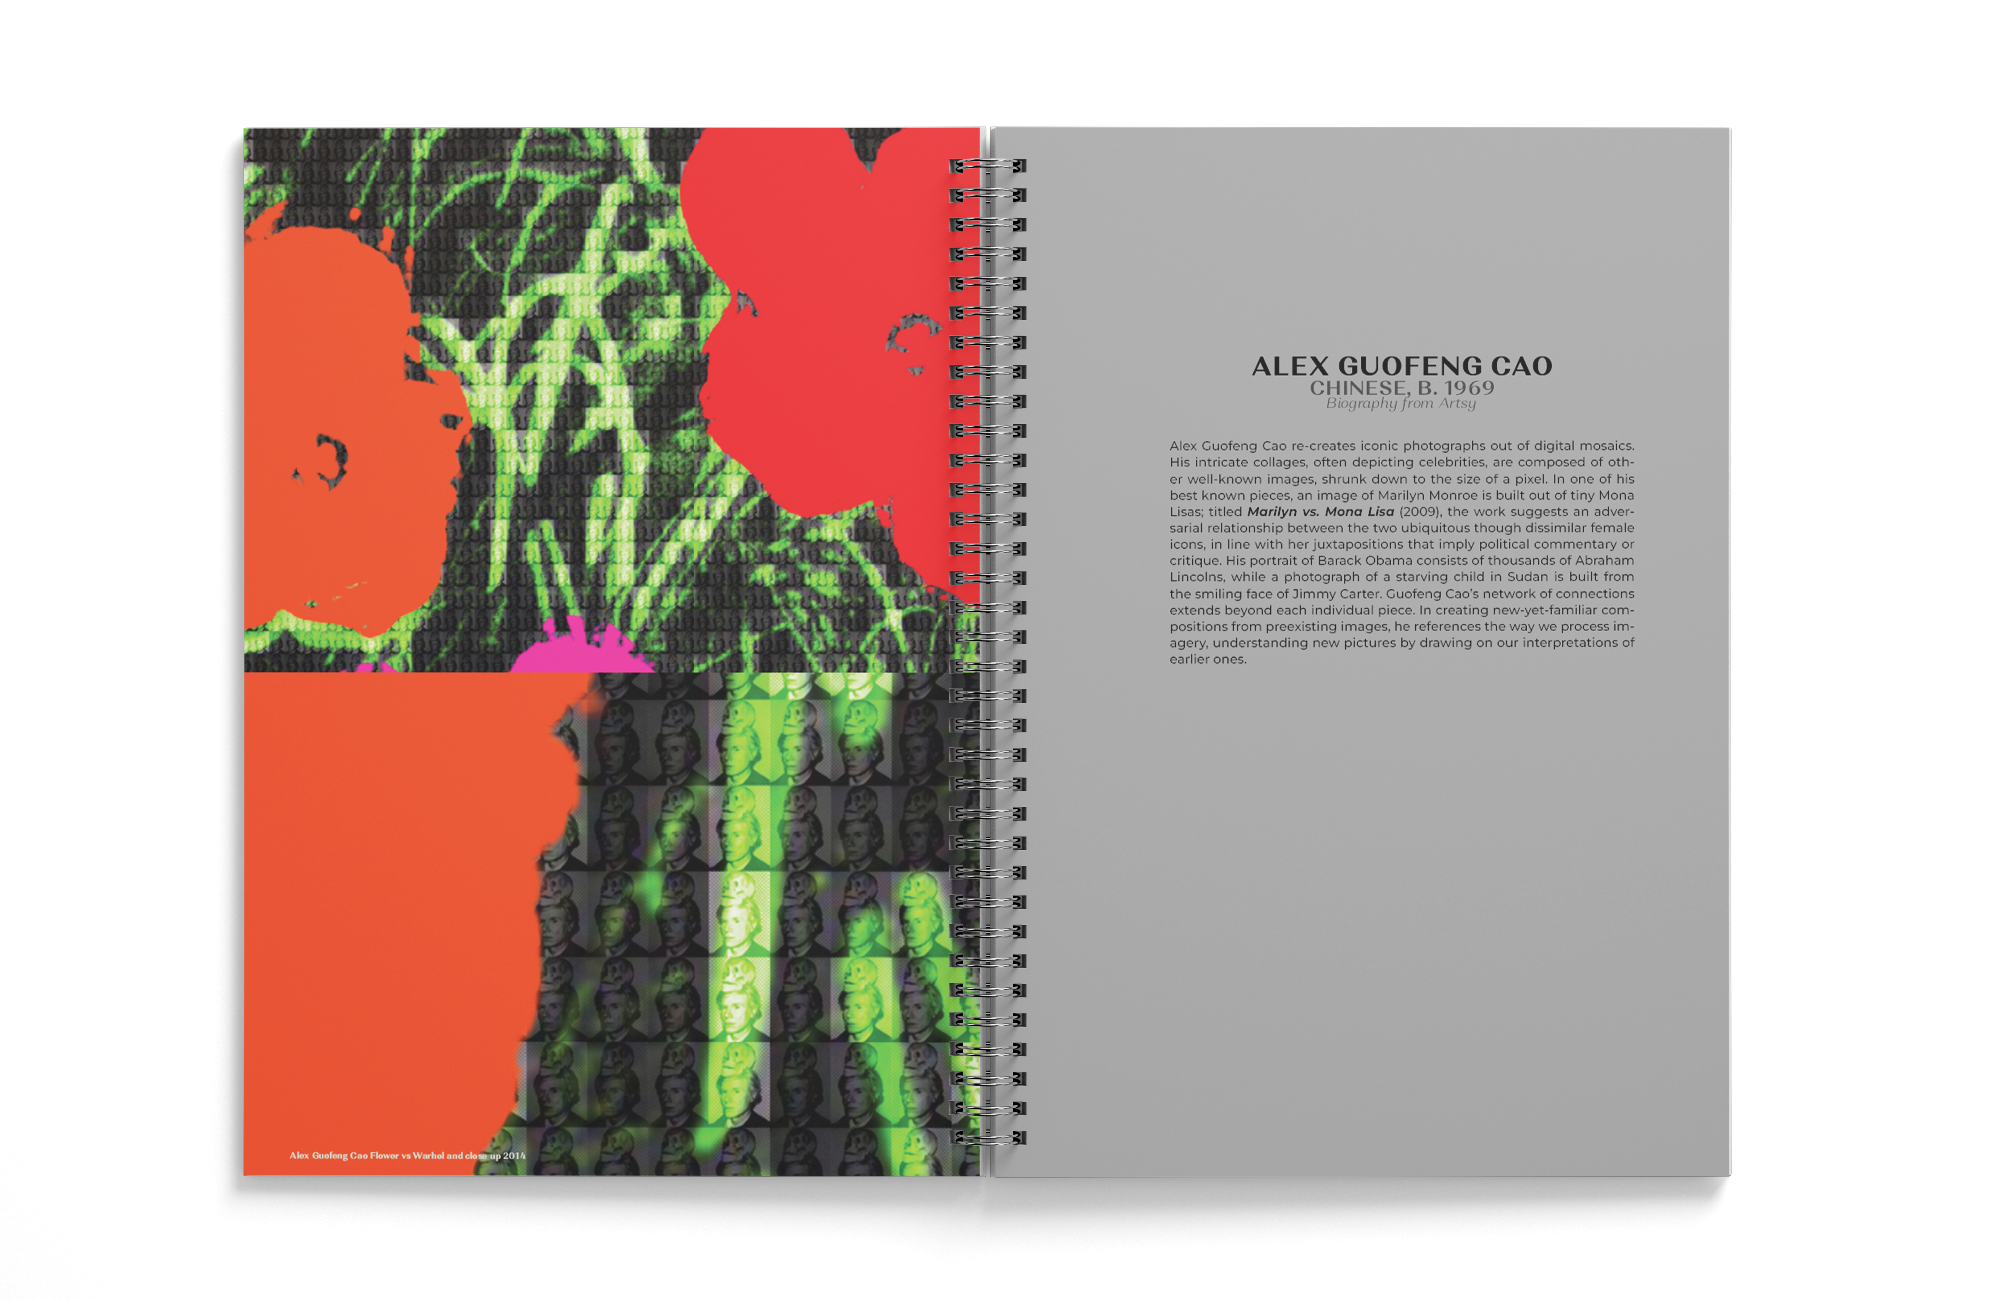 Alex Guofeng Cao Flower vs Warhol and close up 2014
ALEX GUOFENG CAO
CHINESE, B. 1969
Biography from Artsy
Alex Guofeng Cao re-creates iconic photographs out of digital mosaics.
His intricate collages, often depicting celebrities, are composed of oth-
er well-known images, shrunk down to the size of a pixel. In one of his
best known pieces, an image of Marilyn Monroe is built out of tiny Mona
Lisas; titled Marilyn vs. Mona Lisa (2009), the work suggests an adver-
sarial relationship between the two ubiquitous though dissimilar female
icons, in line with her juxtapositions that imply political commentary or
critique. His portrait of Barack Obama consists of thousands of Abraham
Lincolns, while a photograph of a starving child in Sudan is built from
the smiling face of Jimmy Carter. Guofeng Cao's network of connections
extends beyond each individual piece. In creating new-yet-familiar com-
positions from preexisting images, he references the way we process im-
agery, understanding new pictures by drawing on our interpretations of
earlier ones.